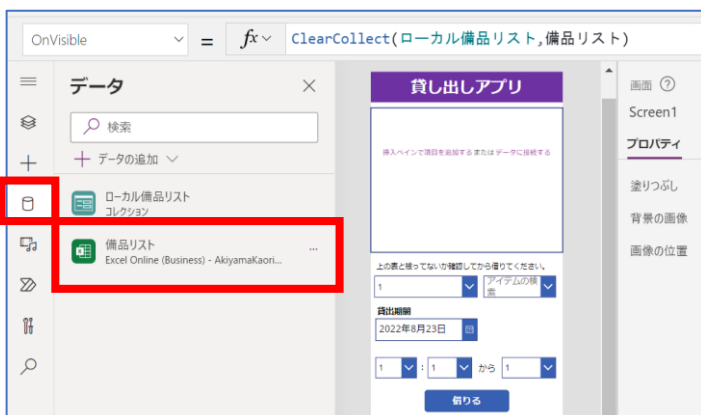 OnVisible
=
fx
ClearCollect(ローカル備品リスト,備品リスト)
データ
検索
データの追加
ローカル備品リスト
コレクション
備品リスト
Excel Online (Business) - AkiyamaKaori...
...
貸し出しアプリ
挿入ペインで項目を追加する または データに接続する
上の表と被ってないか確認してから借りてください。
1
アイテムの検索
貸出期間
2022年8月23日
1 : 1 から 1
借りる
画面
Screen1
プロパティ
塗りつぶし
背景の画像
画像の位置